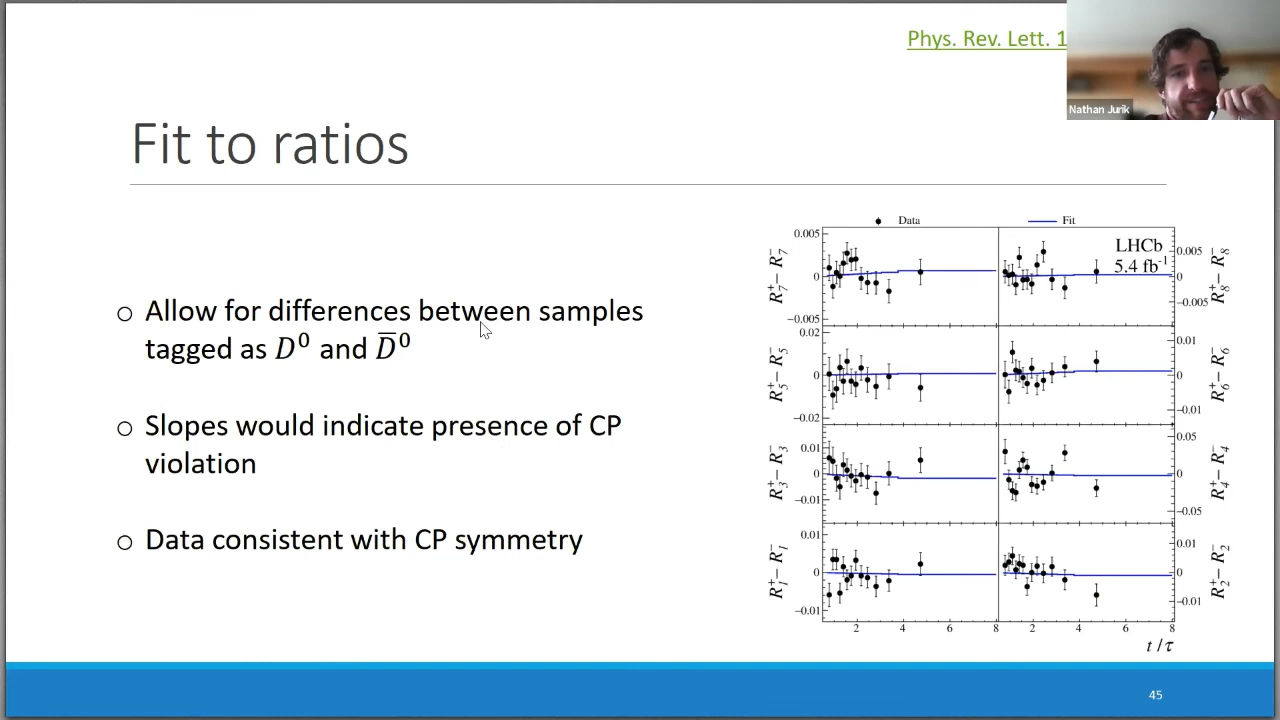 Phys. Rev. Lett. 1
Nathan Jurik
Fit to ratios
○ Allow for differences between samples
tagged as D⁰ and D̅⁰
○ Slopes would indicate presence of CP
violation
○ Data consistent with CP symmetry
Data Fit
LHCb
5.4 fb⁻¹
R₇⁺− R₇⁻
0.005
0
−0.005
R₈⁺− R₈⁻
0.005
0
−0.005
R₅⁺− R₅⁻
0.02
0
−0.02
R₆⁺− R₆⁻
0.01
0
−0.01
R₃⁺− R₃⁻
0.01
0
−0.01
R₄⁺− R₄⁻
0.05
0
−0.05
R₁⁺− R₁⁻
0.01
0
−0.01
R₂⁺− R₂⁻
0.01
0
−0.01
2 4 6 8 2 4 6 8
t / τ
45